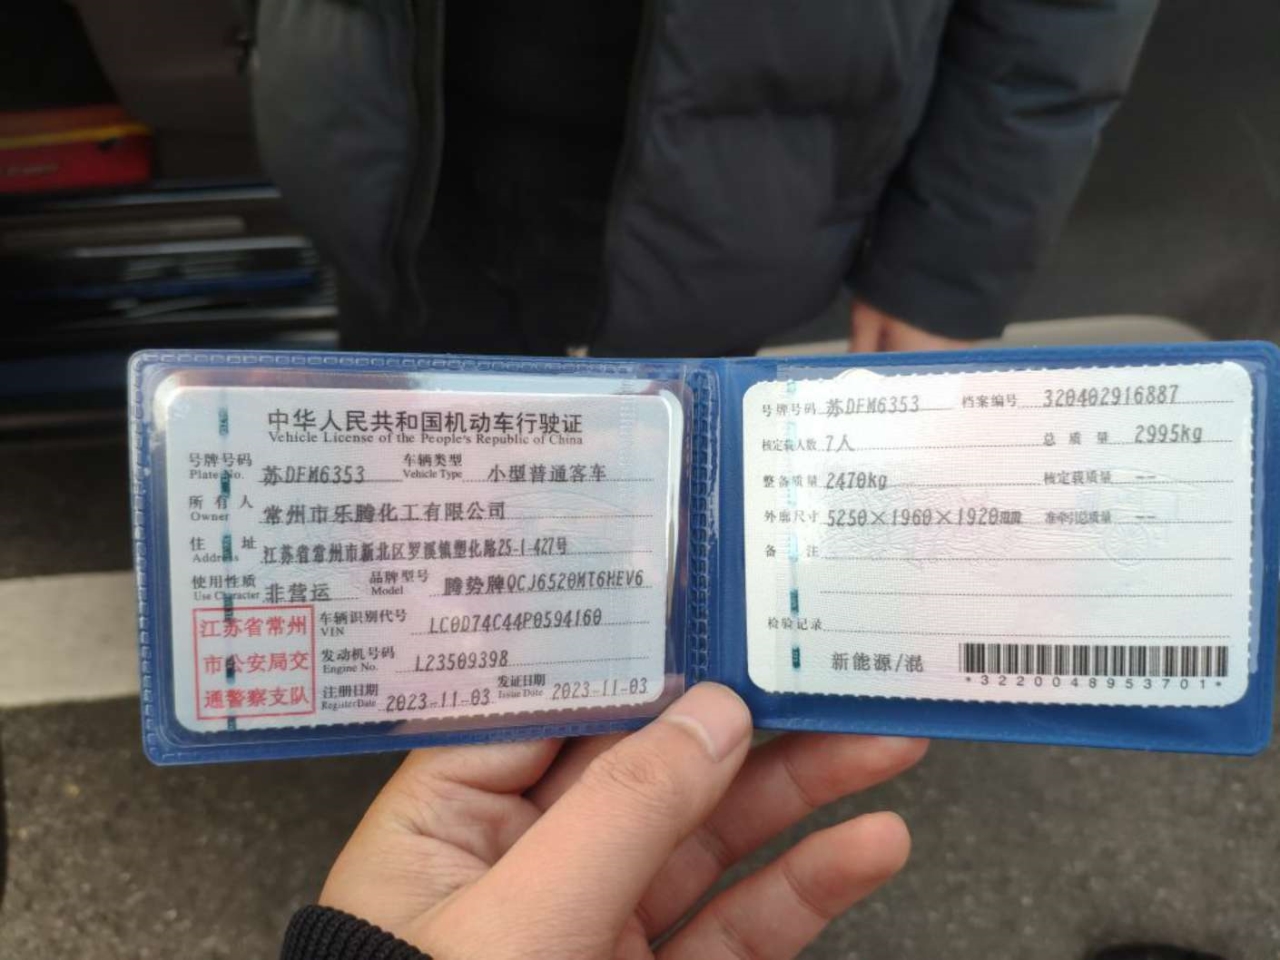 中华人民共和国机动车行驶证
Vehicle License of the People's Republic of China
号牌号码 苏DFM6353 车辆类型 小型普通客车
Plate No. Vehicle Type
所有人 常州市乐腾化工有限公司
Owner
住址 江苏省常州市新北区罗溪镇塑化路25-1-427号
Address
使用性质 非营运 品牌型号 腾势牌QCJ6520MT6HEV6
Use Character Model
江苏省常州
市公安局交
通警察支队
车辆识别代号 LC0D74C44P0594160
VIN
发动机号码 L23509398
Engine No.
注册日期 2023-11-03 发证日期 2023-11-03
Register Date Issue Date
号牌号码 苏DFM6353 档案编号 320402916887
核定载人数 7人 总质量 2995kg
整备质量 2470kg 核定载质量 --
外廓尺寸 5250×1960×1920 准牵引总质量 --
备注
检验记录
新能源/混
*3220048953701*